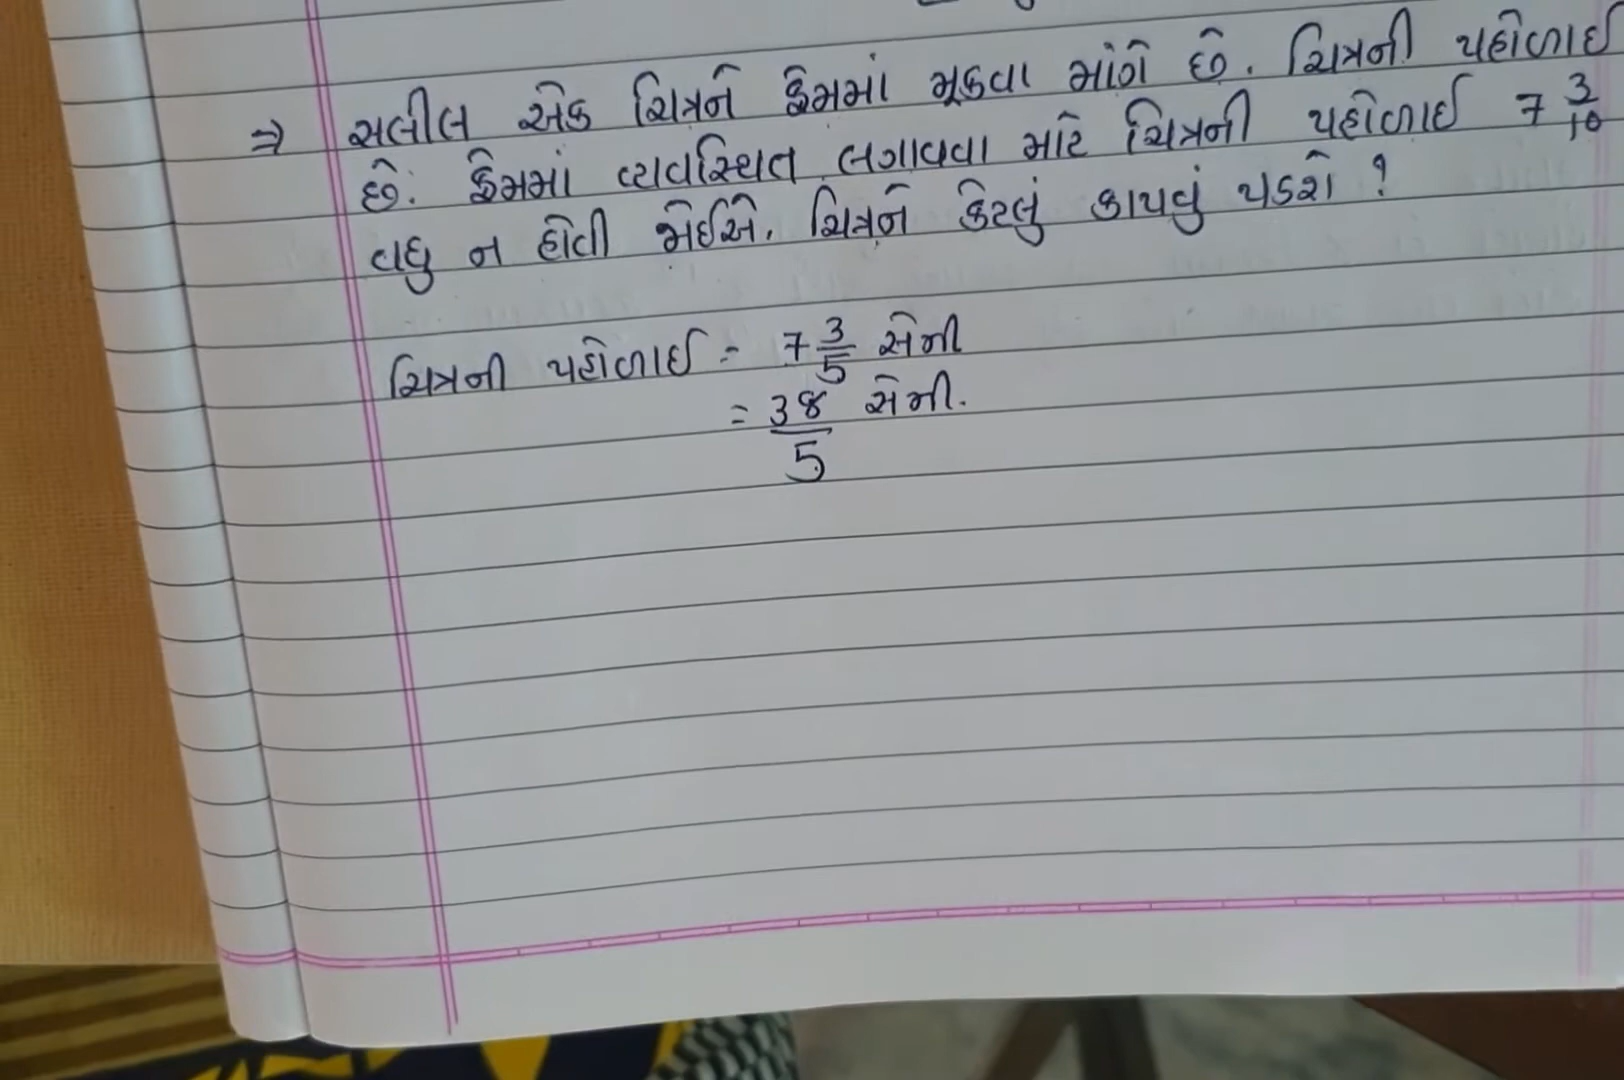 ⇒ સલીલ એક ચિત્રને ફ્રેમમાં મૂકવા માંગે છે. ચિત્રની પહોળાઈ
છે. ફ્રેમમાં વ્યવસ્થિત લગાવવા માટે ચિત્રની પહોળાઈ 7 3/10
વધુ ન હોવી જોઈએ. ચિત્રને કેટલું કાપવું પડશે ?
ચિત્રની પહોળાઈ = 7 3/5 સેમી
= 38/5 સેમી.